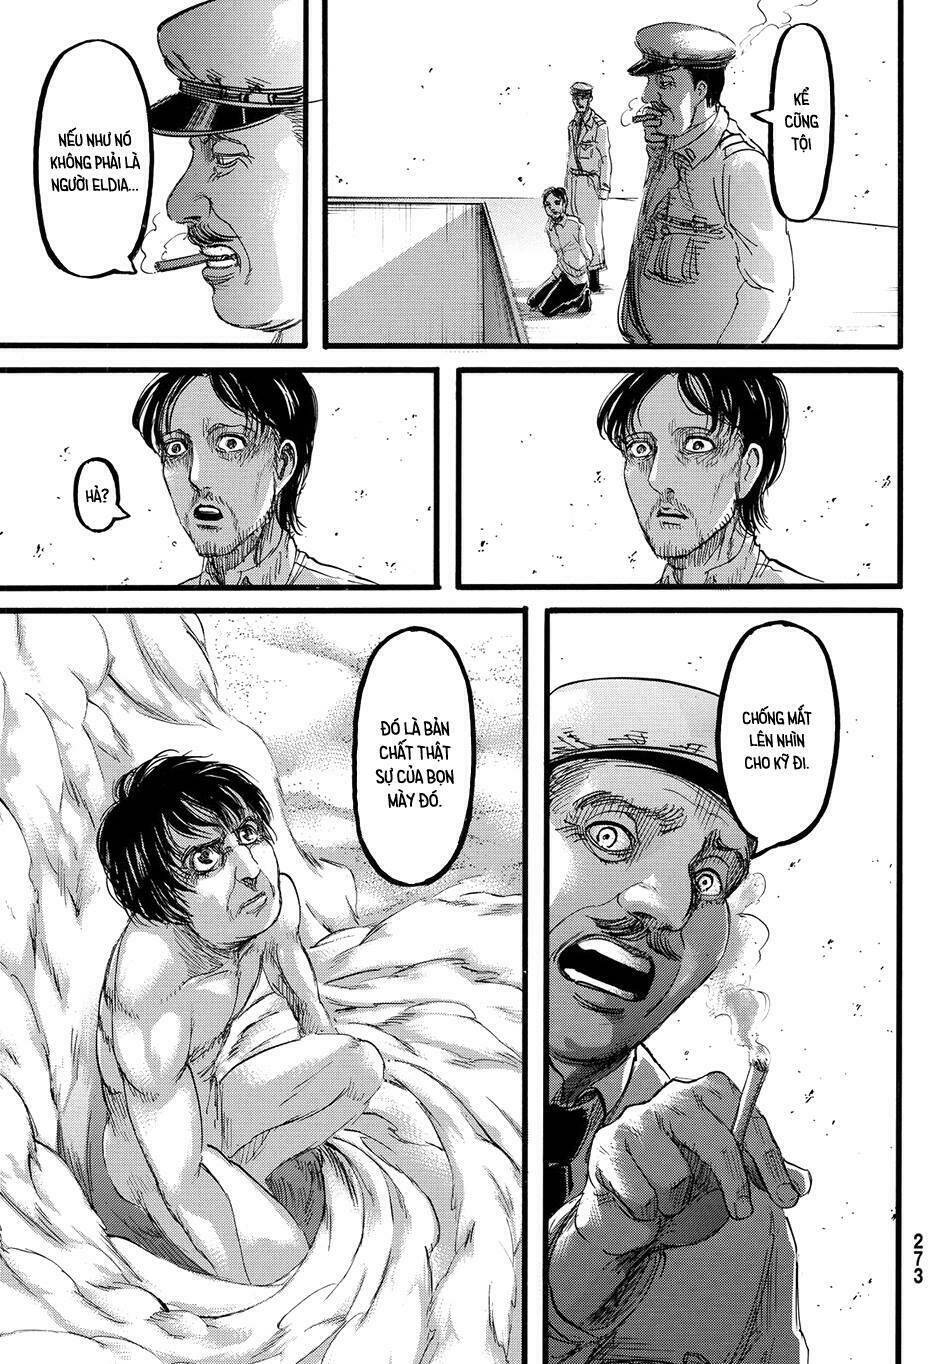 KỂ
CŨNG
TỘI
NẾU NHƯ NÓ
KHÔNG PHẢI LÀ
NGƯỜI ELDIA...
HẢ?
CHỐNG MẮT
LÊN NHÌN
CHO KỸ ĐI.
ĐÓ LÀ BẢN
CHẤT THẬT
SỰ CỦA BỌN
MÀY ĐÓ.
273